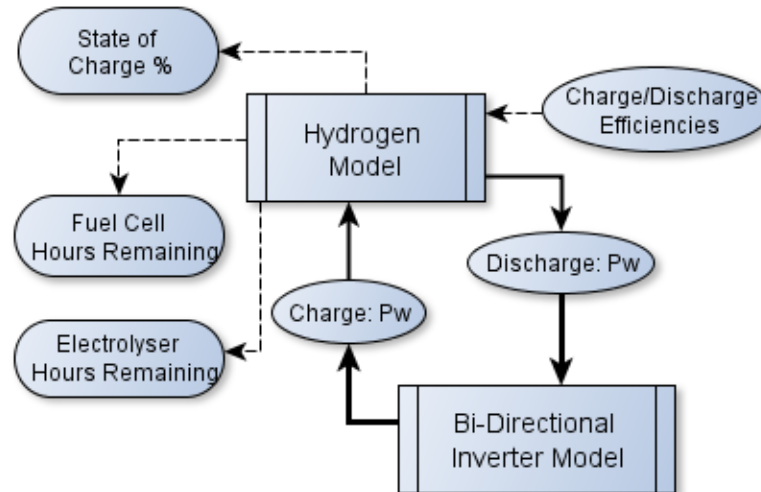 State of
Charge %
Charge/Discharge
Efficiencies
Hydrogen
Model
Fuel Cell
Hours Remaining
Discharge: Pw
Charge: Pw
Electrolyser
Hours Remaining
Bi-Directional
Inverter Model